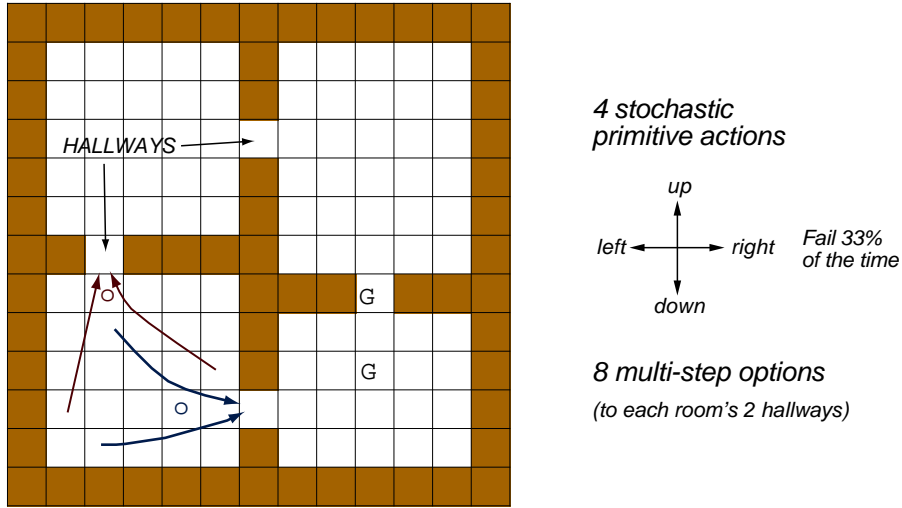 HALLWAYS
O
G
G
O
4 stochastic
primitive actions
up
left
right
down
Fail 33%
of the time
8 multi-step options
(to each room's 2 hallways)